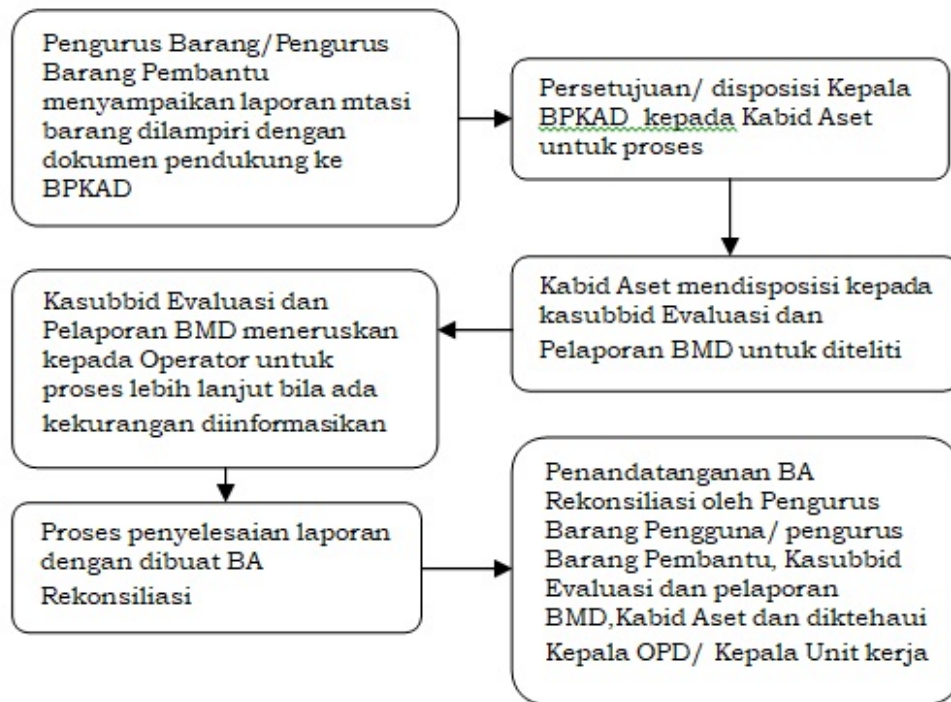 Pengurus Barang/Pengurus
Barang Pembantu
menyampaikan laporan mtasi
barang dilampiri dengan
dokumen pendukung ke
BPKAD
Persetujuan/ disposisi Kepala
BPKAD kepada Kabid Aset
untuk proses
Kabid Aset mendisposisi kepada
kasubbid Evaluasi dan
Pelaporan BMD untuk diteliti
Kasubbid Evaluasi dan
Pelaporan BMD meneruskan
kepada Operator untuk
proses lebih lanjut bila ada
kekurangan diinformasikan
Proses penyelesaian laporan
dengan dibuat BA
Rekonsiliasi
Penandatanganan BA
Rekonsiliasi oleh Pengurus
Barang Pengguna/ pengurus
Barang Pembantu, Kasubbid
Evaluasi dan pelaporan
BMD,Kabid Aset dan diktehaui
Kepala OPD/ Kepala Unit kerja